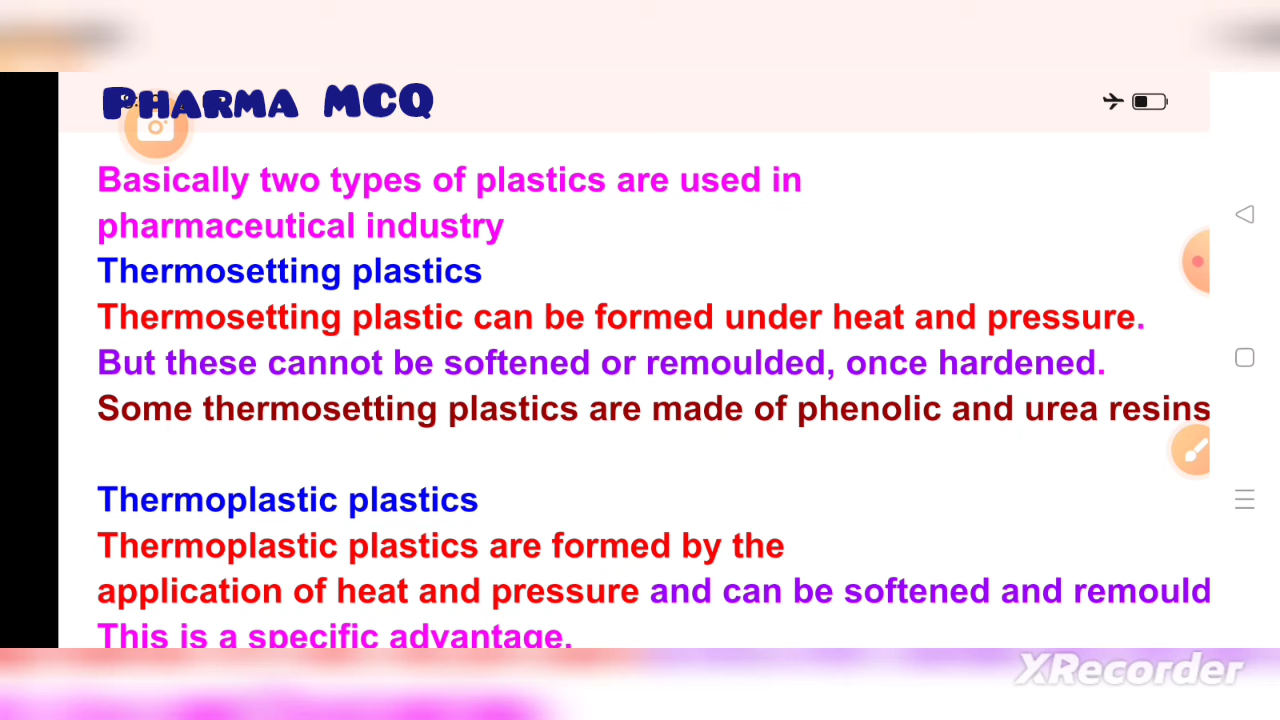 PHARMA MCQ
Basically two types of plastics are used in
pharmaceutical industry
Thermosetting plastics
Thermosetting plastic can be formed under heat and pressure.
But these cannot be softened or remoulded, once hardened.
Some thermosetting plastics are made of phenolic and urea resins
Thermoplastic plastics
Thermoplastic plastics are formed by the
application of heat and pressure and can be softened and remould
This is a specific advantage.
XRecorder